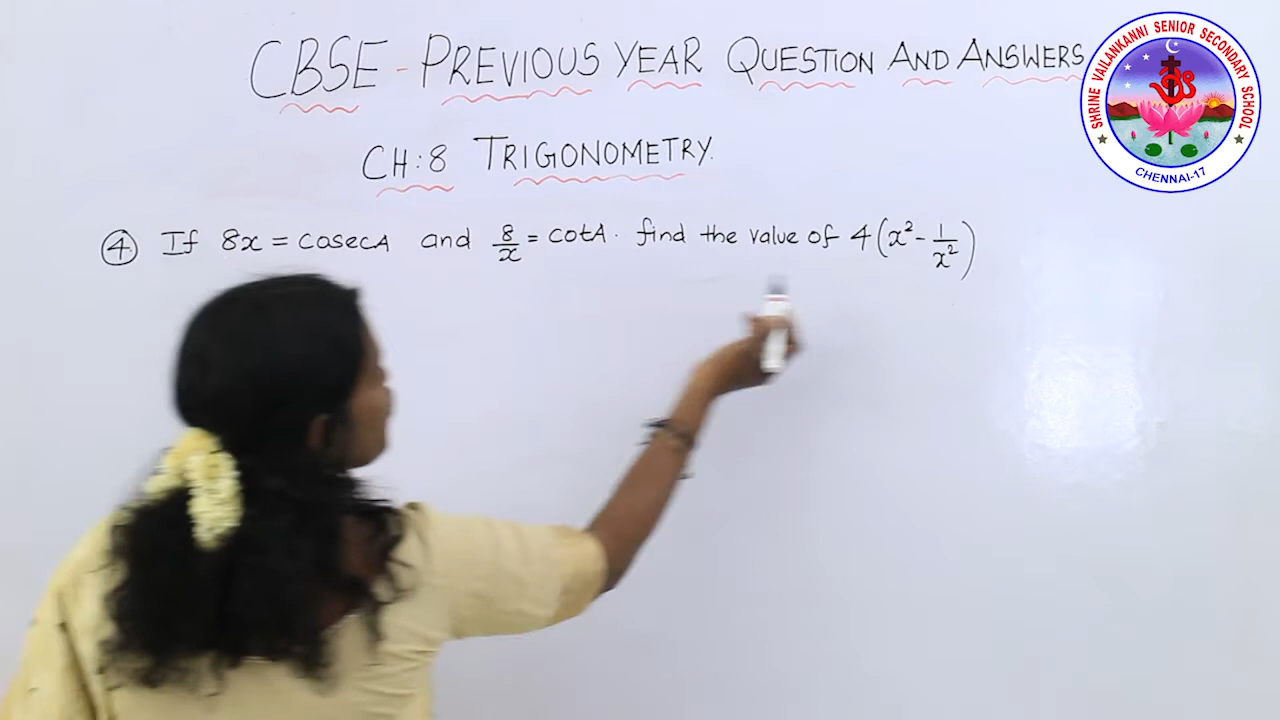 CBSE - PREVIOUS YEAR QUESTION AND ANSWERS
SHRINE VAILANKANNI SENIOR SECONDARY SCHOOL
CHENNAI-17
CH:8 TRIGONOMETRY.
④ If 8x = cosecA and 8/x = cotA. find the value of 4(x² - 1/x²)